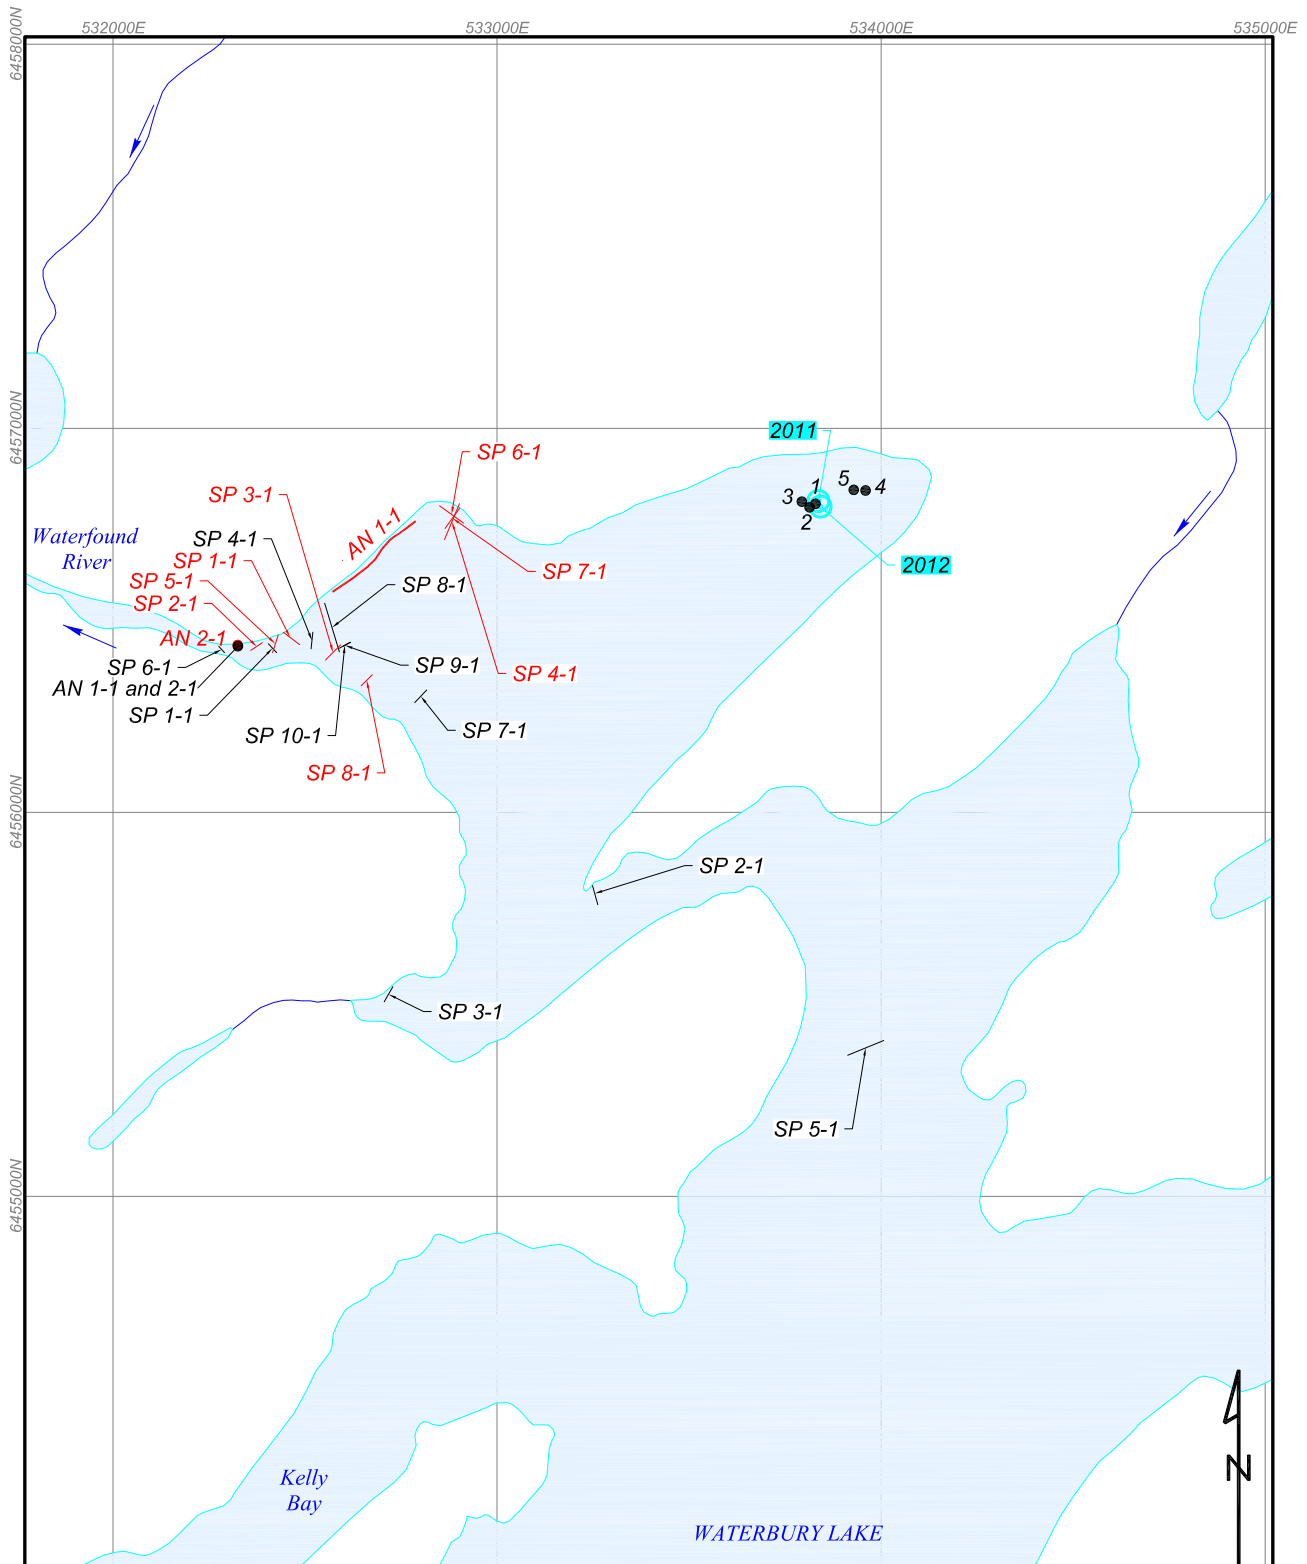 532000E
533000E
534000E
535000E
6458000N
6457000N
2011
SP 6-1
SP 3-1
5
4
3
1
2
AN 1-1
Waterfound
River
SP 4-1
SP 1-1
SP 7-1
2012
SP 5-1
SP 8-1
SP 2-1
AN 2-1
SP 6-1
SP 9-1
SP 4-1
AN 1-1 and 2-1
SP 1-1
SP 10-1
SP 7-1
SP 8-1
6456000N
SP 2-1
SP 3-1
SP 5-1
6455000N
Kelly
Bay
WATERBURY LAKE
N